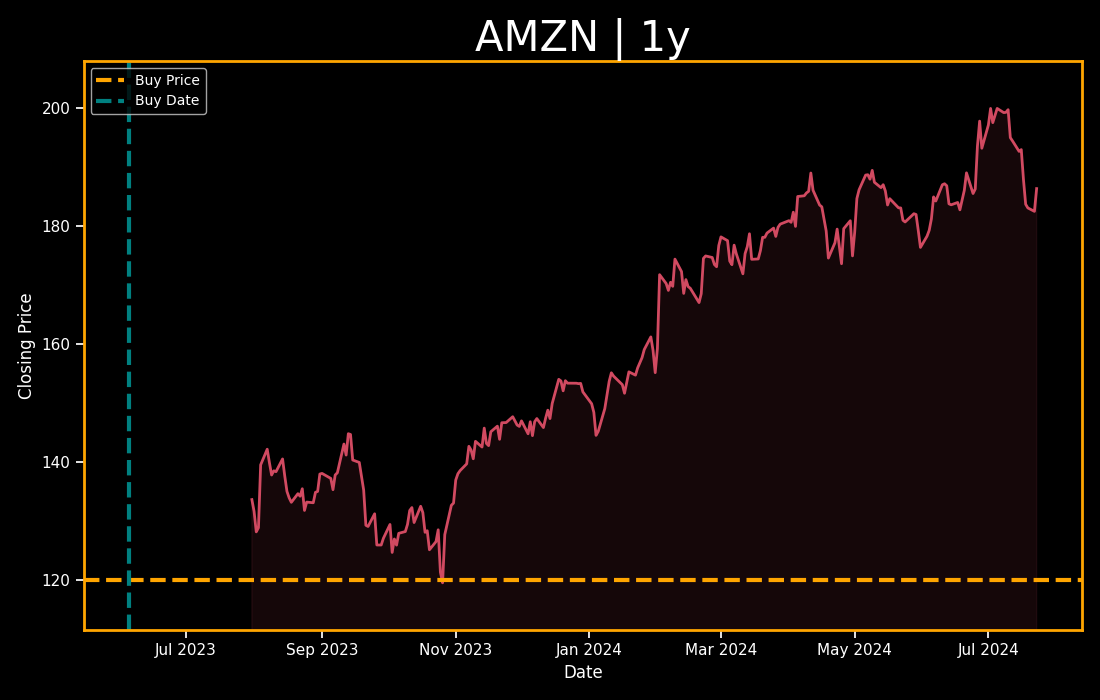 AMZN | 1y
Buy Price
Buy Date
200
180
160
140
120
Closing Price
Jul 2023
Sep 2023
Nov 2023
Jan 2024
Mar 2024
May 2024
Jul 2024
Date